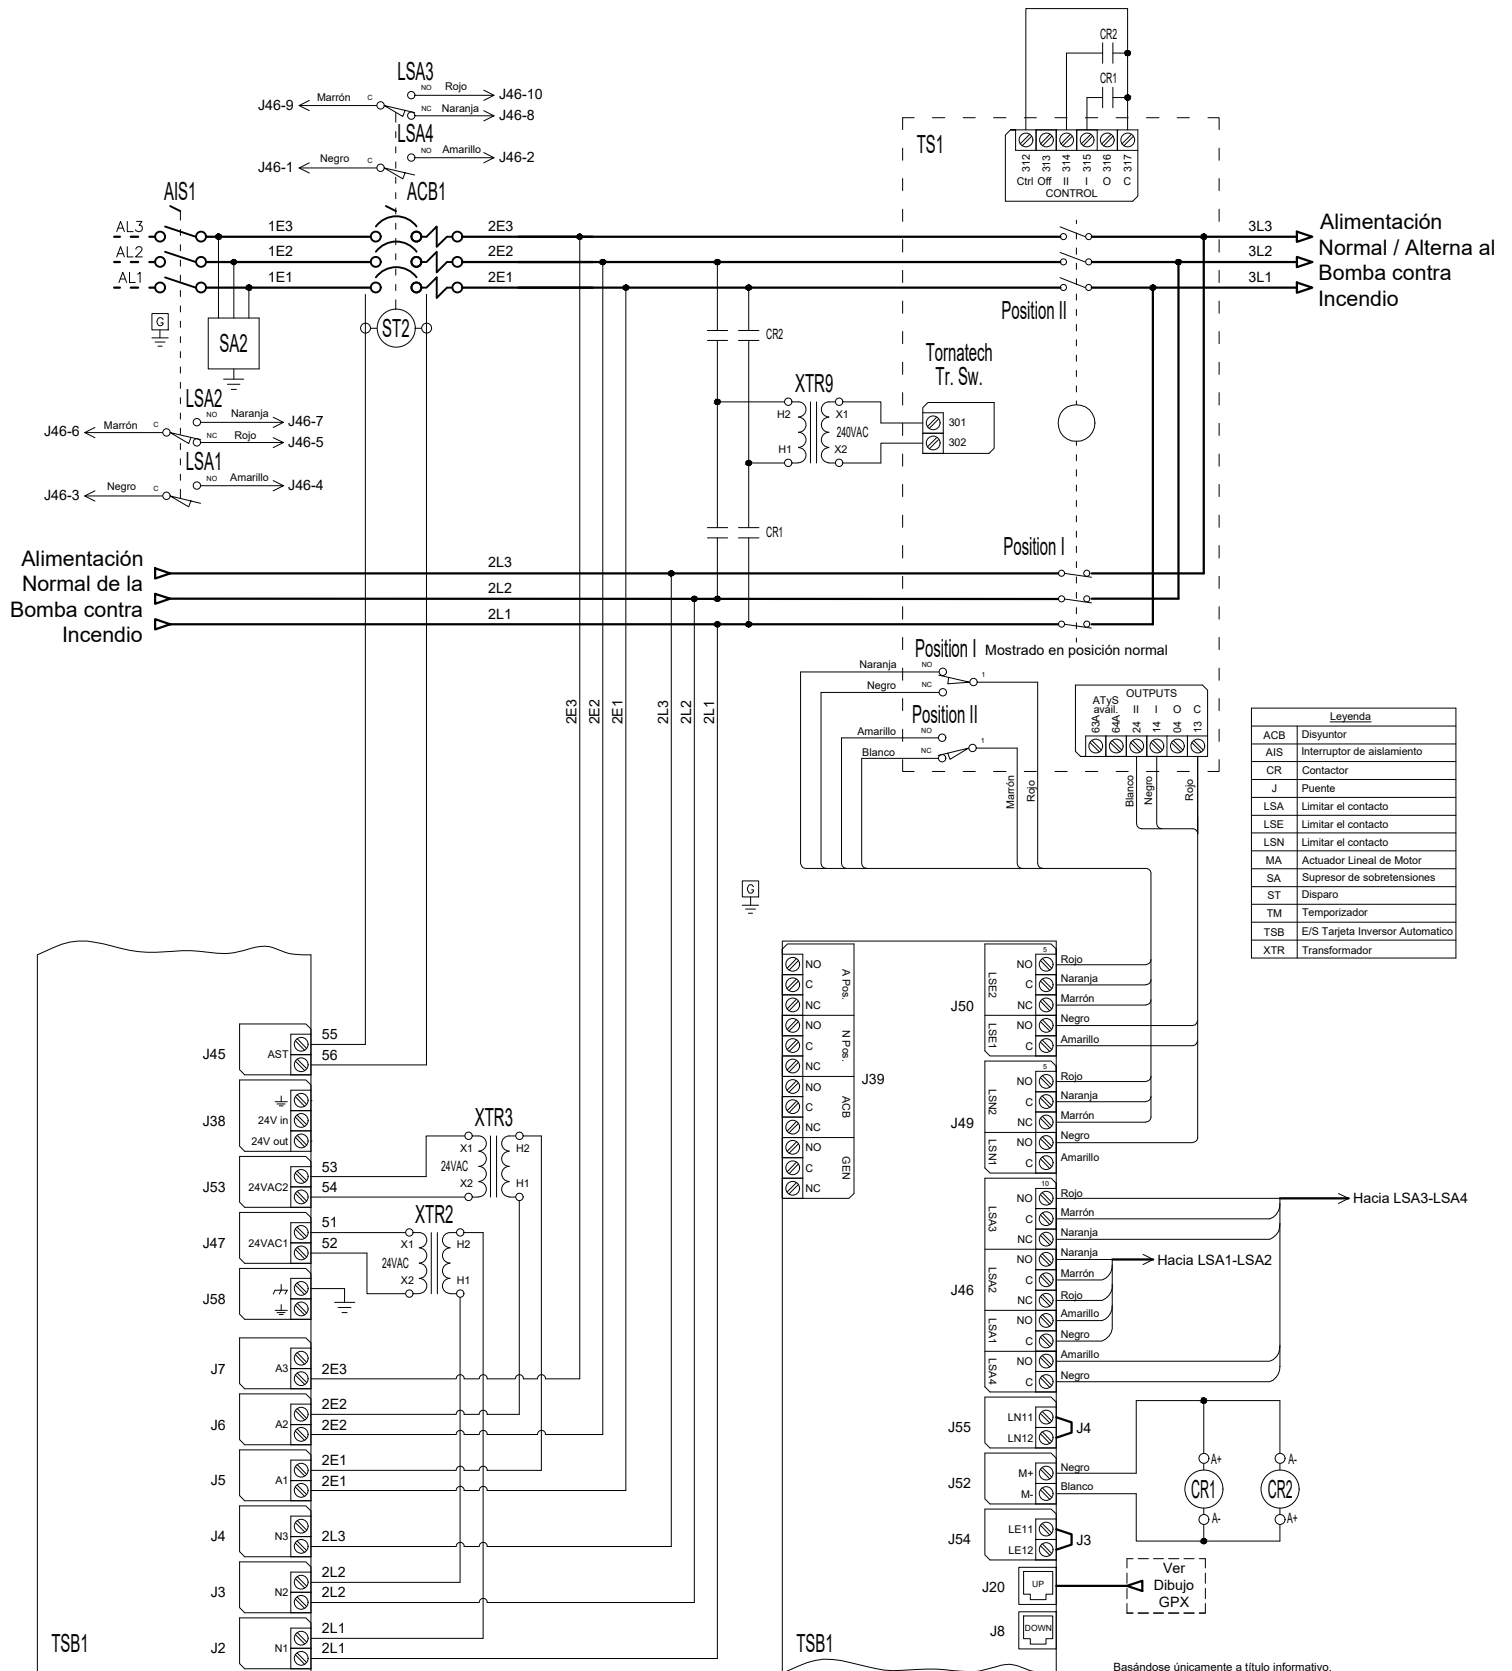 CR2
CR1
LSA3
J46-9 Marrón C NO Rojo J46-10
NC Naranja J46-8
LSA4
J46-1 Negro C NO Amarillo J46-2
TS1
312 313 314 315 316 317
Ctrl Off II I O C
CONTROL
AIS1
ACB1
AL3 1E3 2E3 3L3
AL2 1E2 2E2 3L2
AL1 1E1 2E1 3L1
Alimentación
Normal / Alterna al
Bomba contra
Incendio
Position II
G
SA2
ST2
CR2
Tornatech
Tr. Sw.
XTR9
H2 X1
240VAC
H1 X2
301
302
LSA2
J46-6 Marrón C NO Naranja J46-7
NC Rojo J46-5
LSA1
J46-3 Negro C NO Amarillo J46-4
CR1
Position I
Alimentación
Normal de la
Bomba contra
Incendio
2L3
2L2
2L1
Position I Mostrado en posición normal
Naranja NO 1
Negro NC
Position II
Amarillo NO 1
Blanco NC
Marrón
Rojo
OUTPUTS
ATyS
avail. II I O C
63A 64A 24 14 04 13
Blanco
Negro
Rojo
2E3
2E2
2E1
2L3
2L2
2L1
Leyenda
ACB Disyuntor
AIS Interruptor de aislamiento
CR Contactor
J Puente
LSA Limitar el contacto
LSE Limitar el contacto
LSN Limitar el contacto
MA Actuador Lineal de Motor
SA Supresor de sobretensiones
ST Disparo
TM Temporizador
TSB E/S Tarjeta Inversor Automatico
XTR Transformador
G
J45 AST 55
56
J38 24V in
24V out
J53 24VAC2 53
54
XTR3
X1 H2
24VAC
X2 H1
J47 24VAC1 51
52
XTR2
X1 H2
24VAC
X2 H1
J58
J7 A3 2E3
J6 A2 2E2
2E2
J5 A1 2E1
2E1
J4 N3 2L3
J3 N2 2L2
2L2
J2 N1 2L1
2L1
TSB1
J39
A Pos. NO
C
NC
N Pos. NO
C
NC
ACB NO
C
NC
GEN NO
C
NC
J50
5
LSE2 NO Rojo
C Naranja
NC Marrón
LSE1 NO Negro
C Amarillo
J49
5
LSN2 NO Rojo
C Naranja
NC Marrón
LSN1 NO Negro
C Amarillo
J46
10
LSA3 NO Rojo
C Marrón
NC Naranja
Hacia LSA3-LSA4
LSA2 NO Naranja
C Marrón
NC Rojo
Hacia LSA1-LSA2
LSA1 NO Amarillo
C Negro
LSA4 NO Amarillo
C Negro
J55 LN11
LN12 J4
J52 M+ Negro
M- Blanco
A+ CR1 A-
A- CR2 A+
J54 LE11
LE12 J3
J20 UP
Ver
Dibujo
GPX
J8 DOWN
TSB1
Basándose únicamente a título informativo.